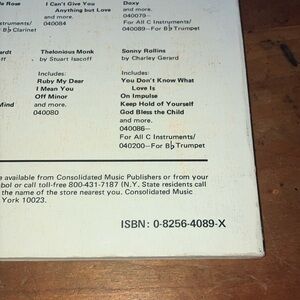 Rose
I Can't Give You
Anything but Love
and more.
040084
Doxy
and more.
040079—
For All C Instruments/
040089—For B♭ Trumpet
B♭ Clarinet
Thelonious Monk
by Stuart Isacoff
Includes:
Ruby My Dear
I Mean You
Off Minor
and more.
040080
Mind
Sonny Rollins
by Charley Gerard
Includes:
You Don't Know What
Love Is
On Impulse
Keep Hold of Yourself
God Bless the Child
and more.
040086—
For All C Instruments/
040200—For B♭ Trumpet
available from Consolidated Music Publishers or from your
or call toll-free 800-431-7187 (N.Y. State residents call
the name of the store nearest you. Consolidated Music
York 10023.
ISBN: 0-8256-4089-X